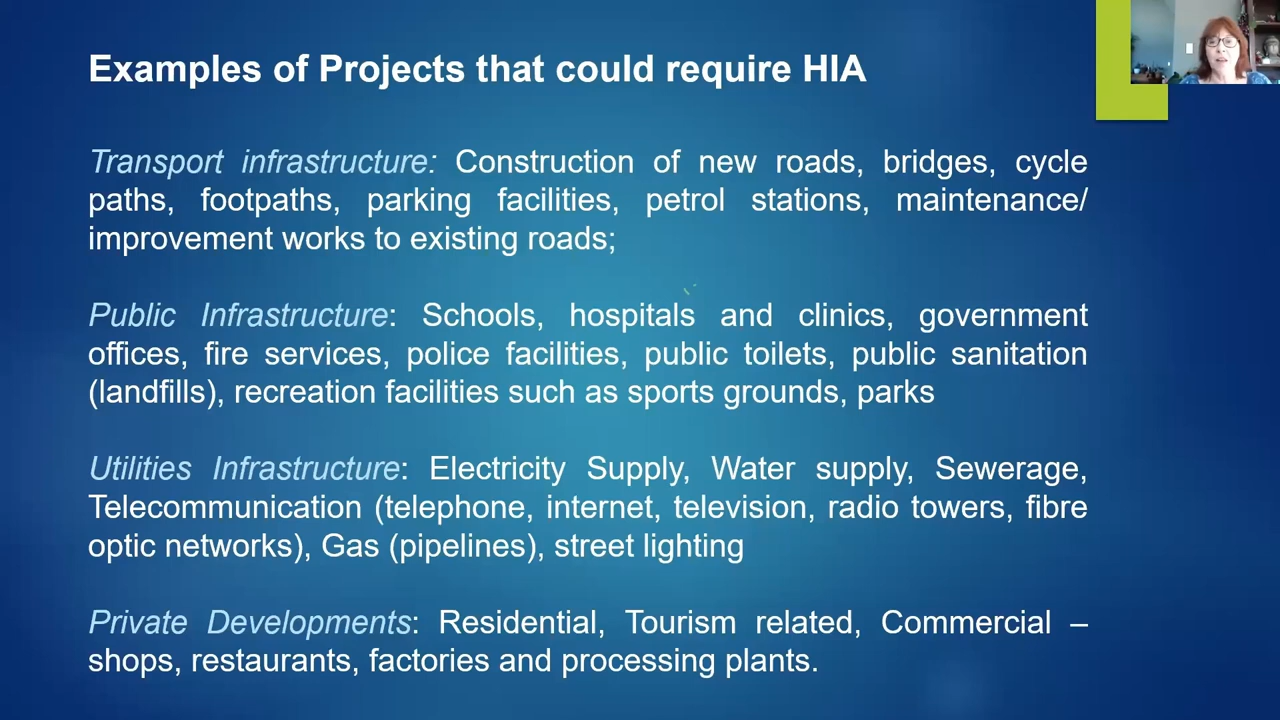 Examples of Projects that could require HIA
Transport infrastructure: Construction of new roads, bridges, cycle
paths, footpaths, parking facilities, petrol stations, maintenance/
improvement works to existing roads;
Public Infrastructure: Schools, hospitals and clinics, government
offices, fire services, police facilities, public toilets, public sanitation
(landfills), recreation facilities such as sports grounds, parks
Utilities Infrastructure: Electricity Supply, Water supply, Sewerage,
Telecommunication (telephone, internet, television, radio towers, fibre
optic networks), Gas (pipelines), street lighting
Private Developments: Residential, Tourism related, Commercial –
shops, restaurants, factories and processing plants.